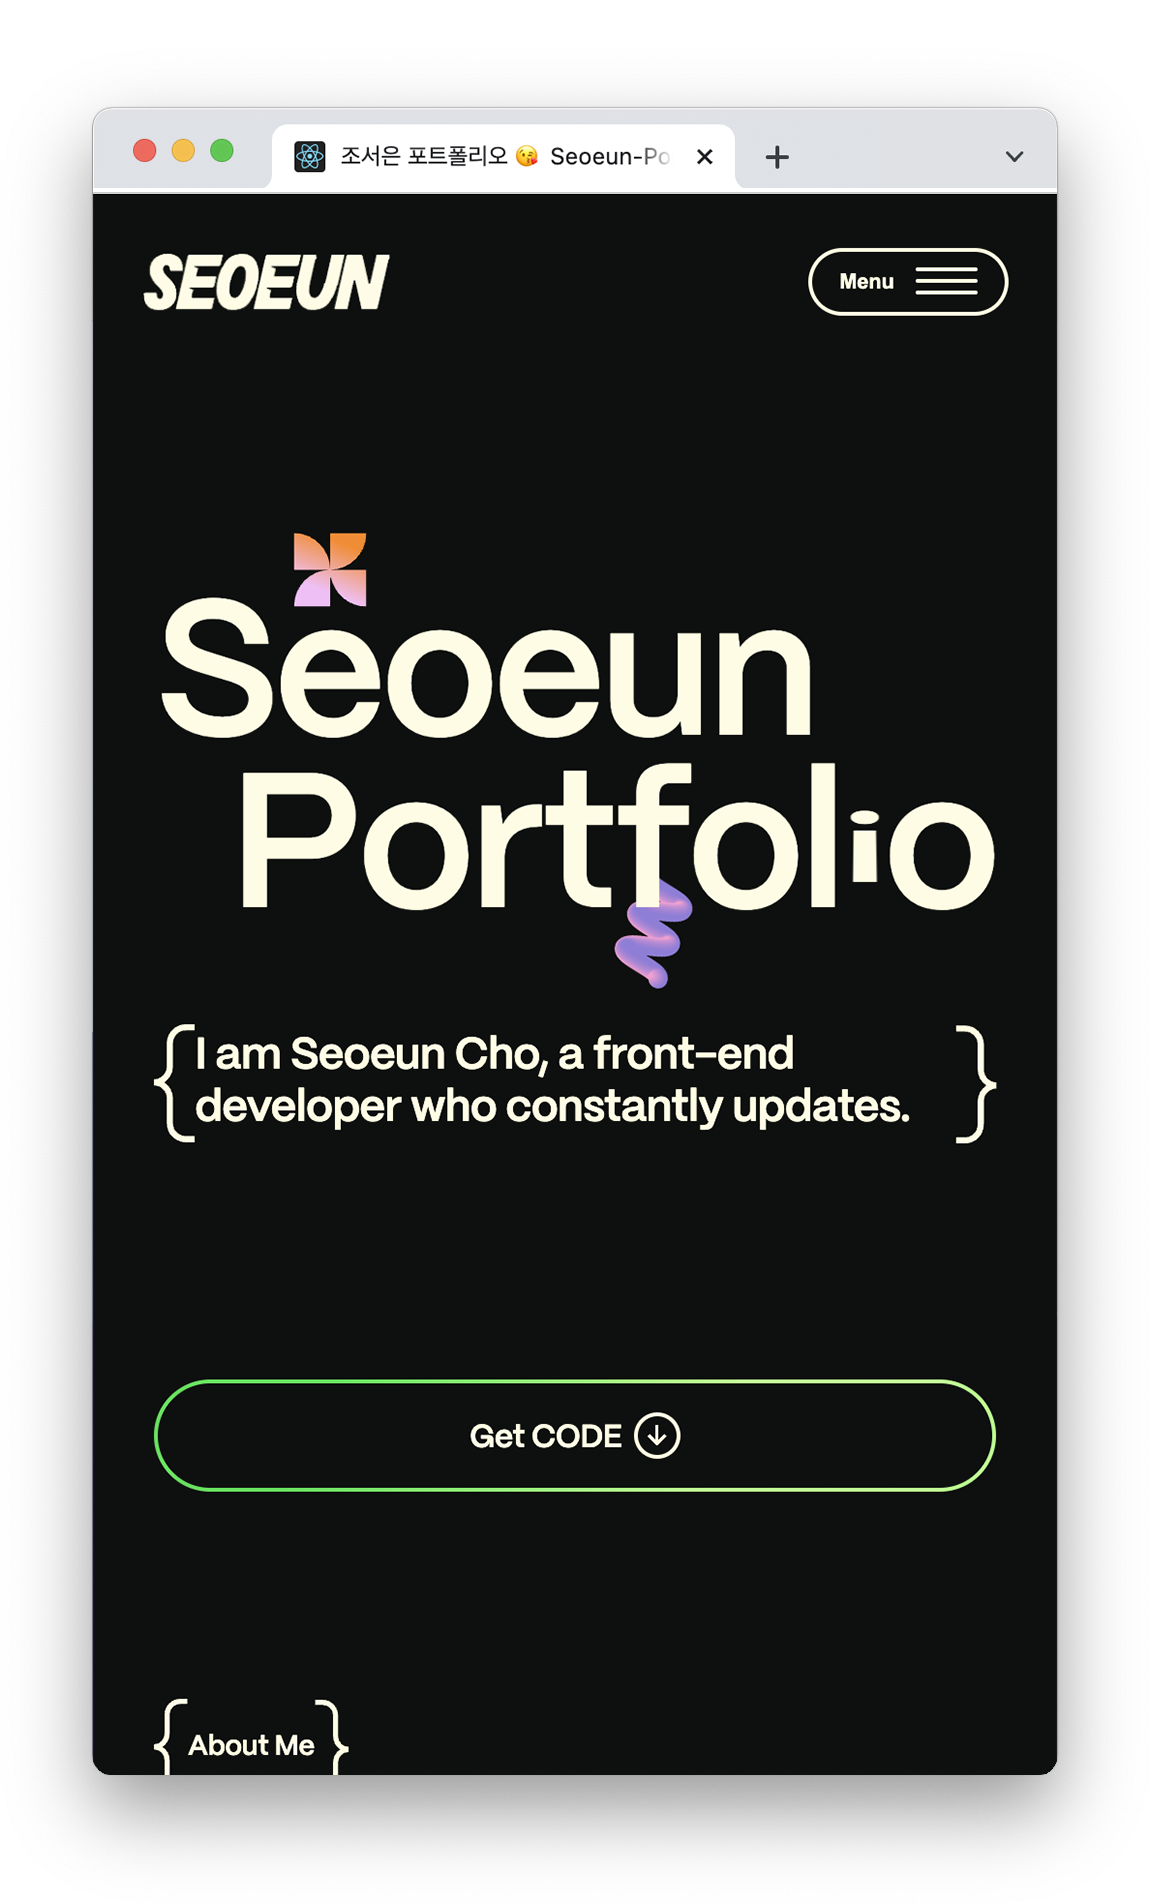 조서은 포트폴리오 😘 Seoeun-Po
SEOEUN
Menu
Seoeun
Portfolio
{ I am Seoeun Cho, a front-end
developer who constantly updates. }
Get CODE
{ About Me }